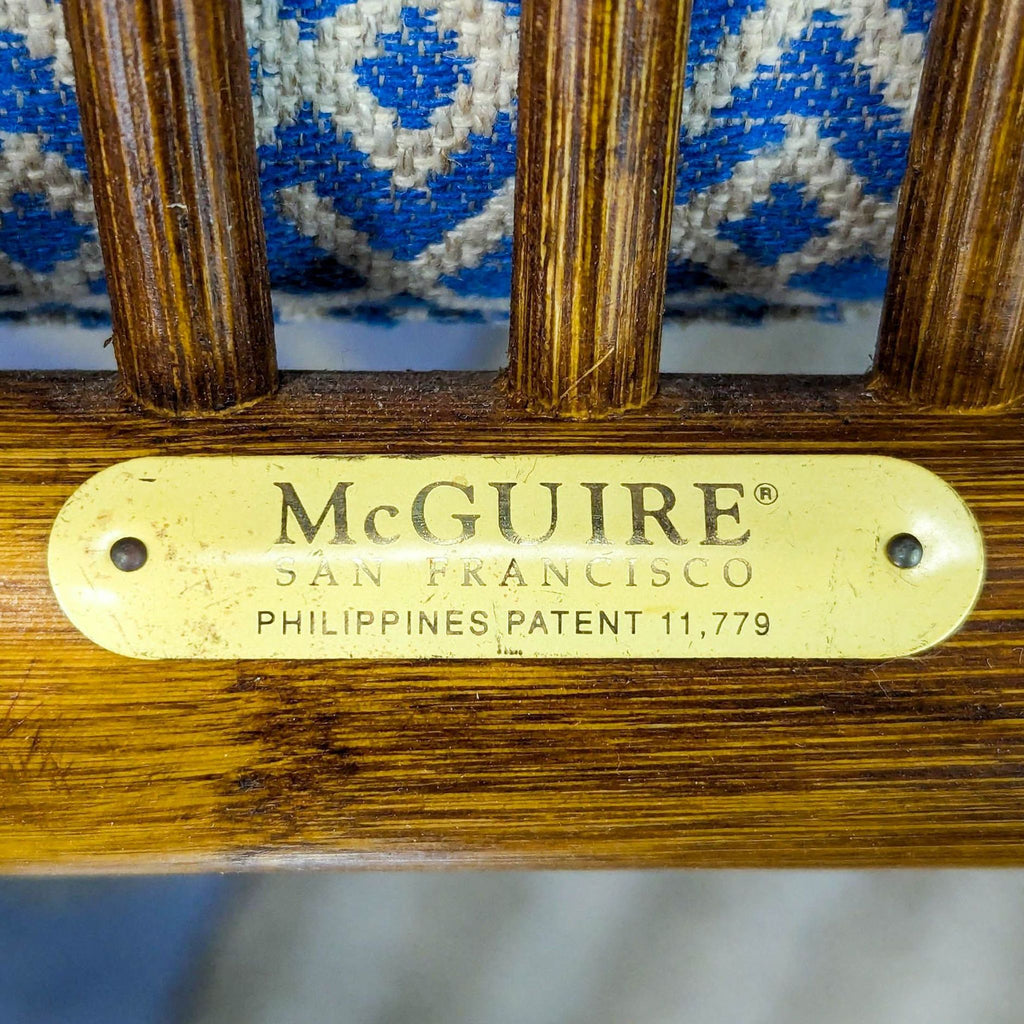 McGUIRE®
SAN FRANCISCO
PHILIPPINES PATENT 11,779